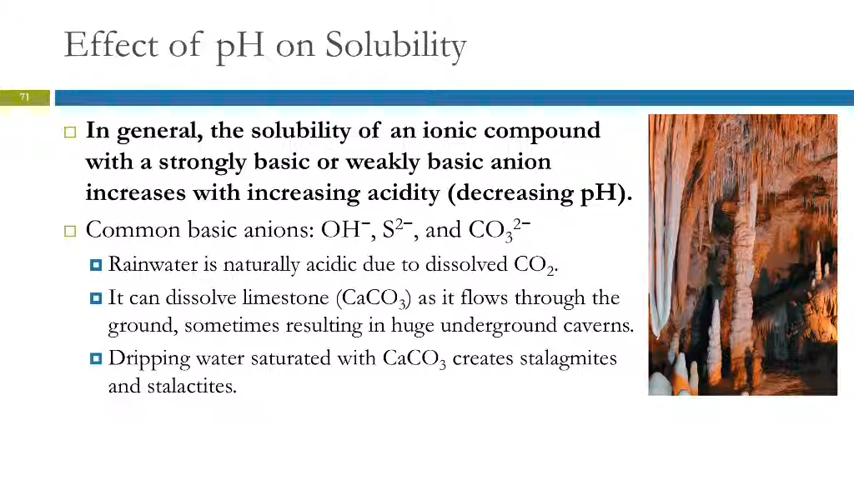 Effect of pH on Solubility
71
In general, the solubility of an ionic compound
with a strongly basic or weakly basic anion
increases with increasing acidity (decreasing pH).
Common basic anions: OH⁻, S²⁻, and CO₃²⁻
Rainwater is naturally acidic due to dissolved CO₂.
It can dissolve limestone (CaCO₃) as it flows through the
ground, sometimes resulting in huge underground caverns.
Dripping water saturated with CaCO₃ creates stalagmites
and stalactites.